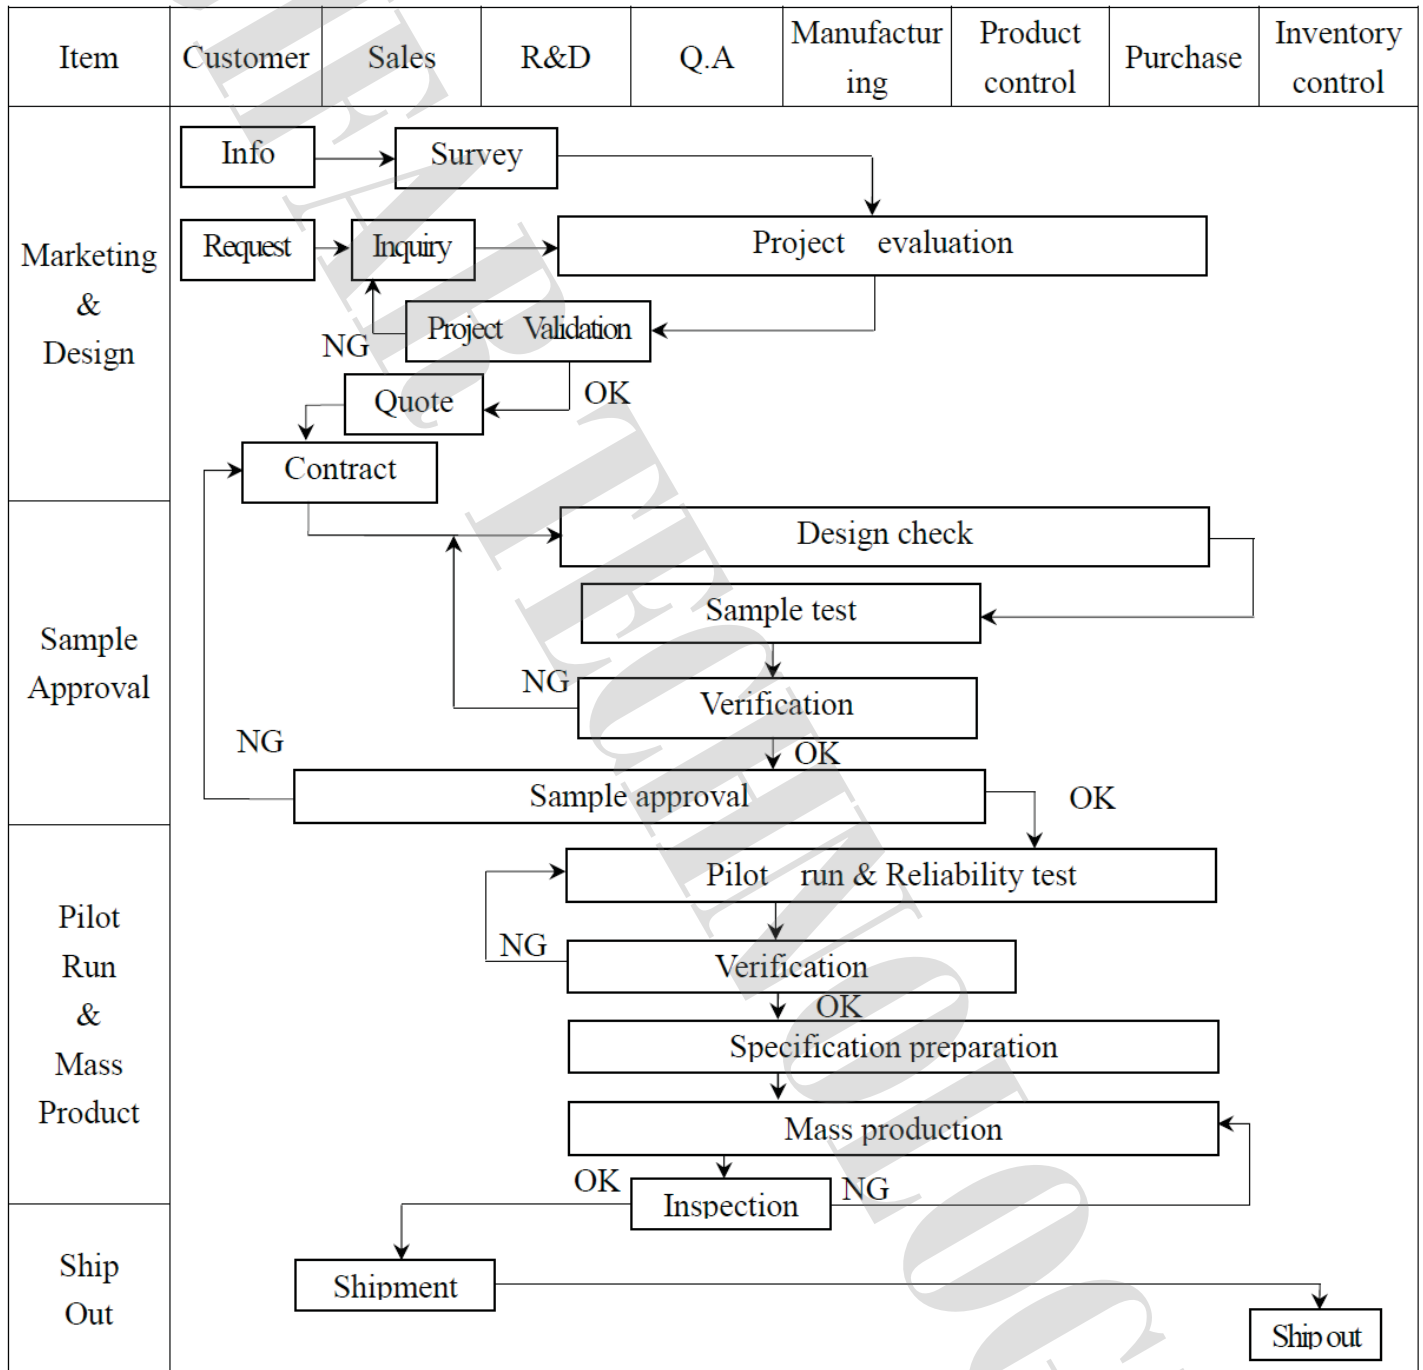 Item
Customer
Sales
R&D
Q.A
Manufactur
ing
Product
control
Purchase
Inventory
control
Marketing
&
Design
Info
Survey
Request
Inquiry
Project evaluation
Project Validation
NG
OK
Quote
Contract
Sample
Approval
Design check
Sample test
NG
Verification
OK
NG
Sample approval
OK
Pilot
Run
&
Mass
Product
Pilot run & Reliability test
NG
Verification
OK
Specification preparation
Mass production
OK
Inspection
NG
Ship
Out
Shipment
Ship out